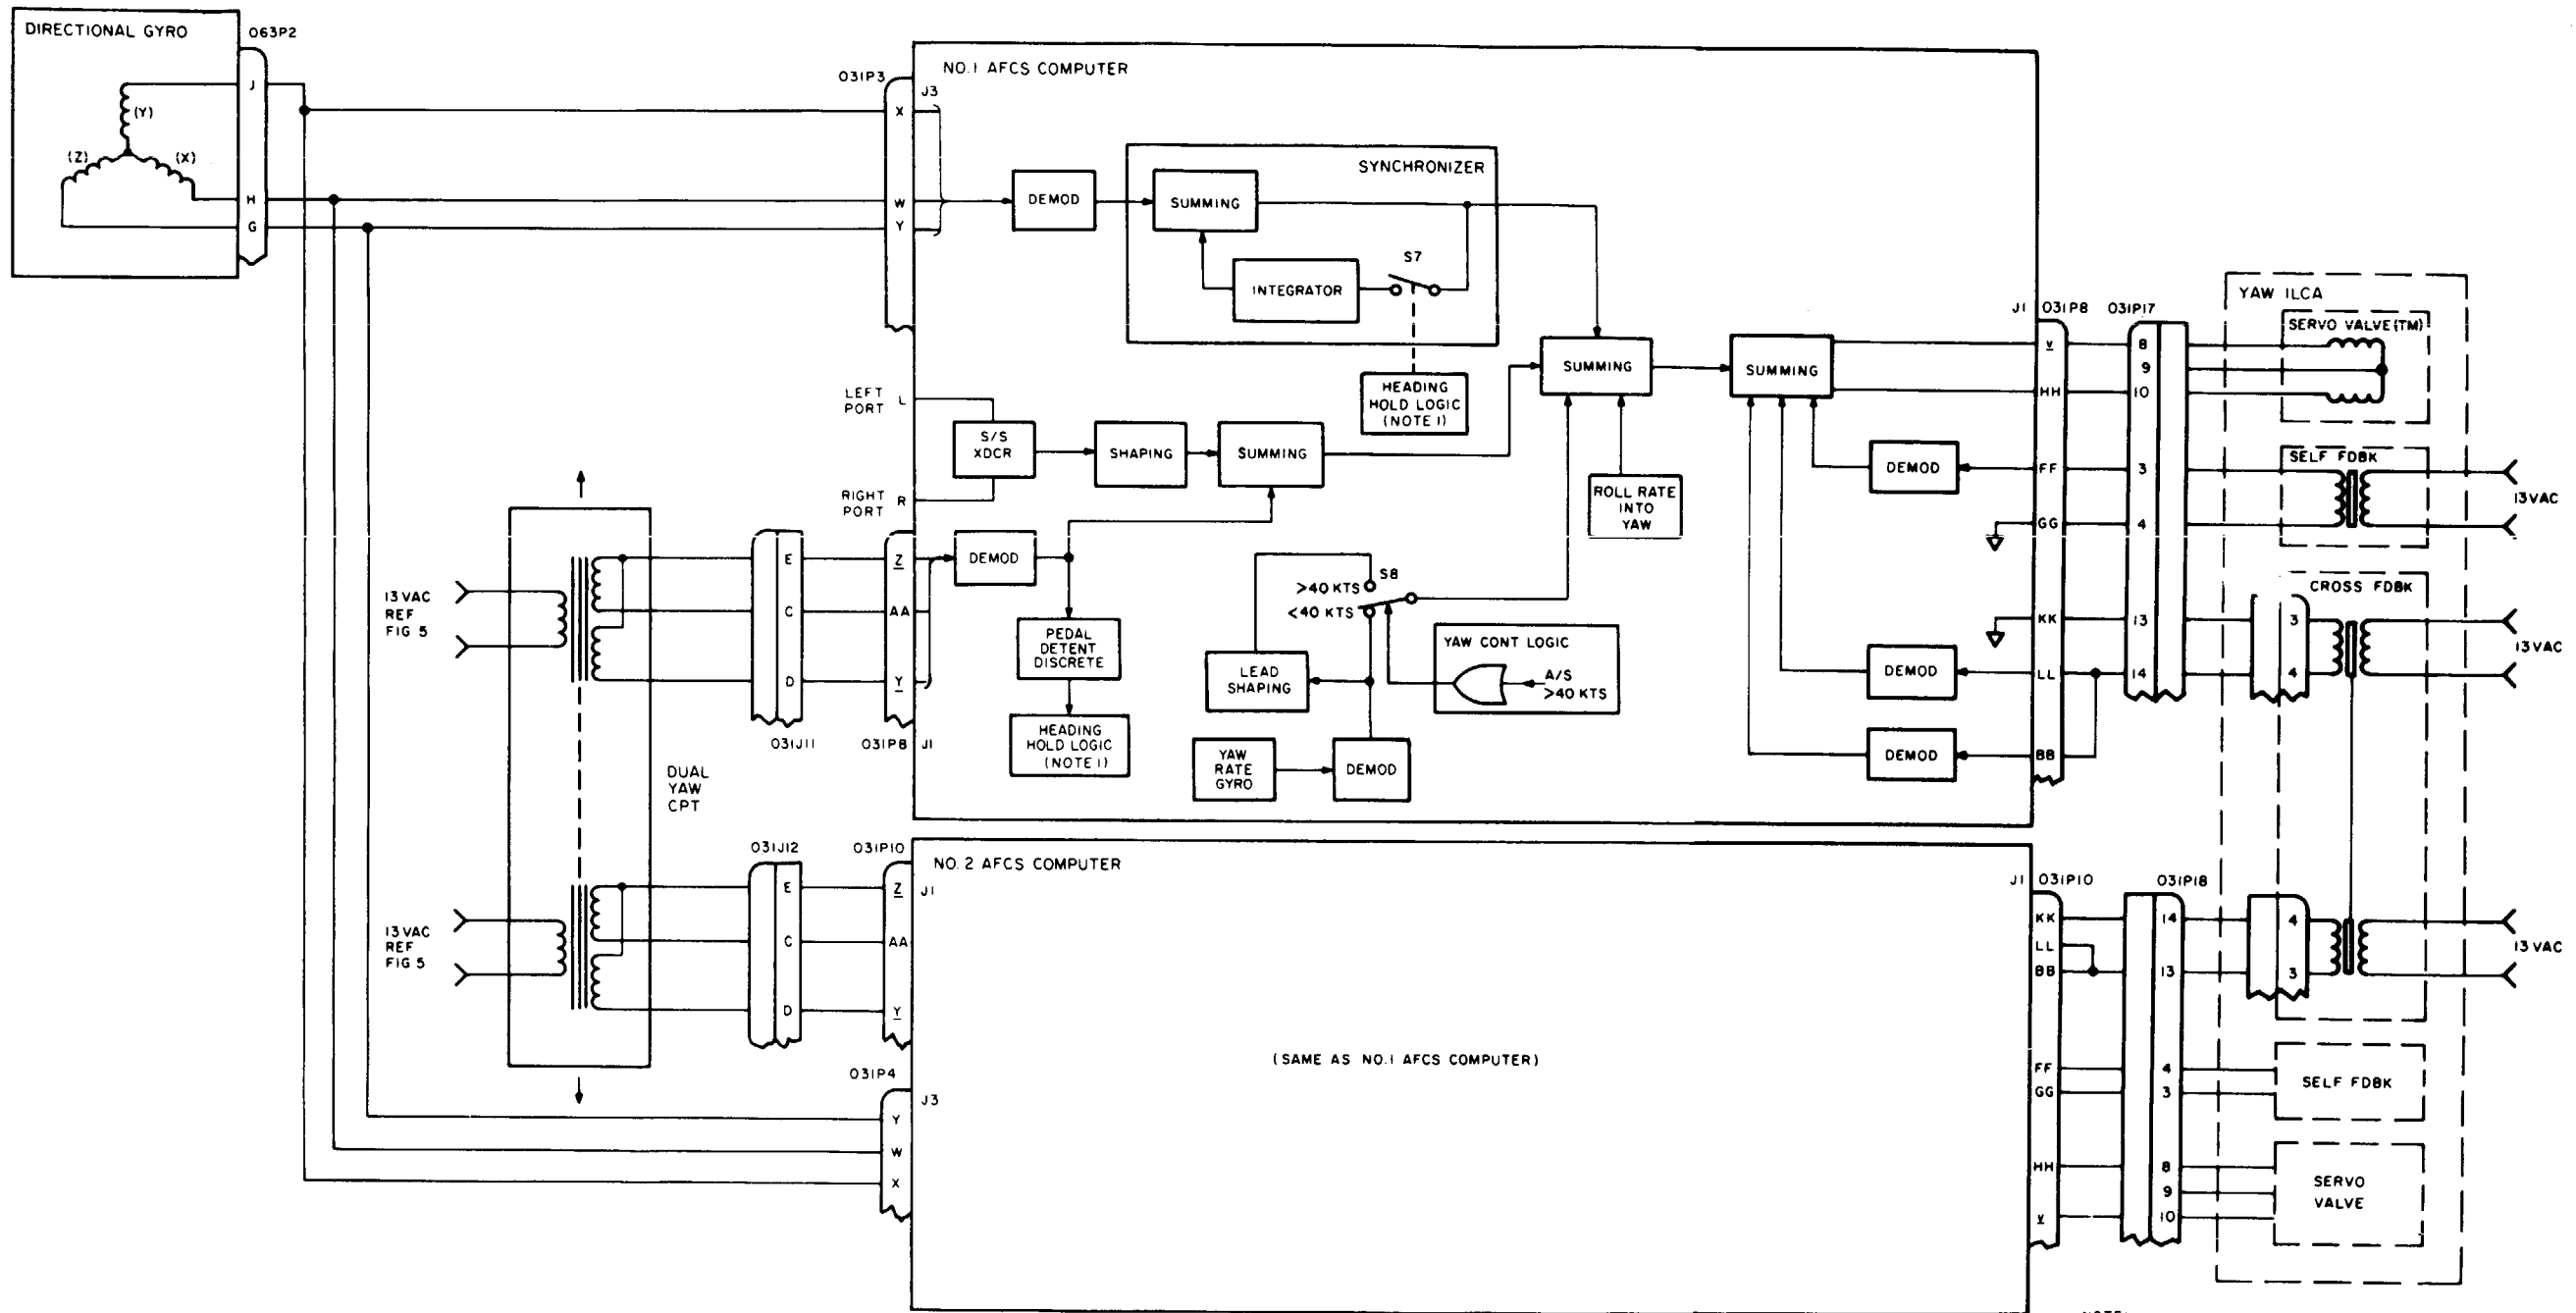 DIRECTIONAL GYRO
063P2
(Y)
(Z)
(X)
J
H
G
031P3
J3
X
W
Y
NO.1 AFCS COMPUTER
DEMOD
SYNCHRONIZER
SUMMING
INTEGRATOR
S7
HEADING
HOLD LOGIC
(NOTE 1)
LEFT
PORT
L
RIGHT
PORT
R
S/S
XDCR
SHAPING
SUMMING
SUMMING
SUMMING
ROLL RATE
INTO
YAW
DEMOD
PEDAL
DETENT
DISCRETE
HEADING
HOLD LOGIC
(NOTE 1)
>40 KTS
<40 KTS
S8
LEAD
SHAPING
YAW CONT LOGIC
A/S
>40 KTS
YAW
RATE
GYRO
DEMOD
DEMOD
DEMOD
DEMOD
J1
031P8
031P17
V
HH
FF
GG
KK
LL
BB
8
9
10
3
4
13
14
YAW ILCA
SERVO VALVE(TM)
SELF FDBK
13 VAC
CROSS FDBK
3
4
13 VAC
13 VAC
REF
FIG 5
E
C
D
031J11
Z
AA
Y
031P8
J1
DUAL
YAW
CPT
13 VAC
REF
FIG 5
031J12
E
C
D
031P10
Z
AA
Y
J1
NO. 2 AFCS COMPUTER
(SAME AS NO.1 AFCS COMPUTER)
031P4
J3
Y
W
X
J1
031P10
031P18
KK
LL
BB
FF
GG
HH
V
14
13
4
3
8
9
10
4
3
13 VAC
SELF FDBK
SERVO
VALVE